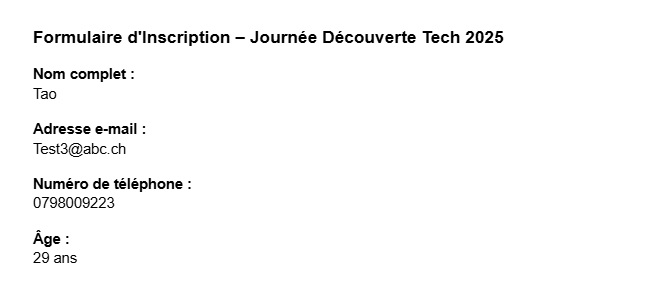 Formulaire d'Inscription – Journée Découverte Tech 2025
Nom complet :
Tao
Adresse e-mail :
Test3@abc.ch
Numéro de téléphone :
0798009223
Âge :
29 ans